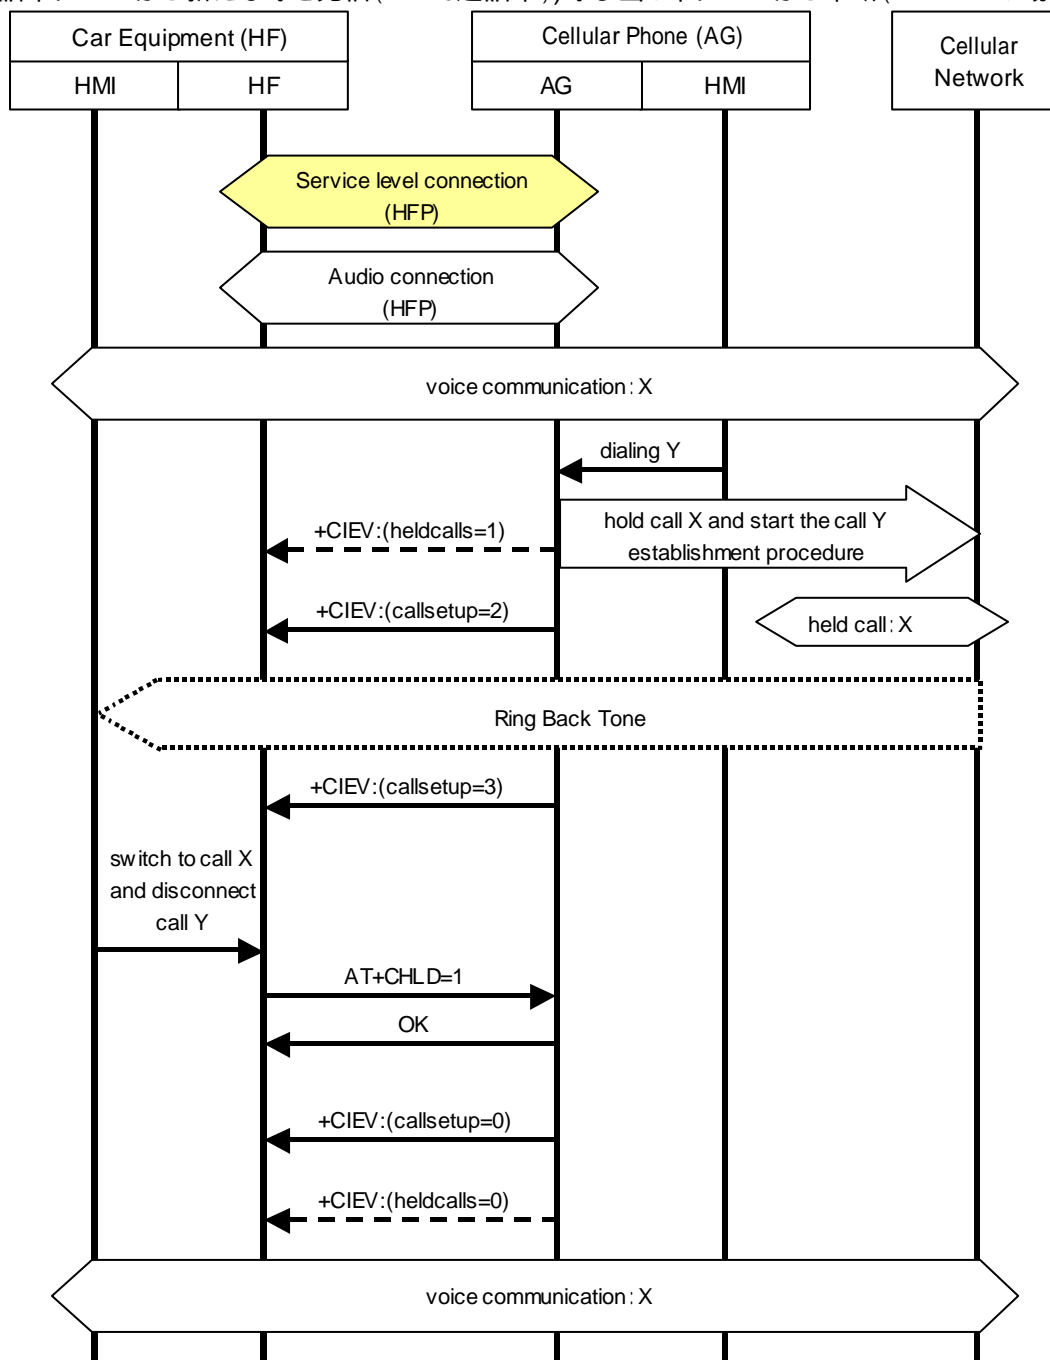 Car Equipment (HF)
Cellular Phone (AG)
Cellular
Network
HMI
HF
AG
HMI
Service level connection
(HFP)
Audio connection
(HFP)
voice communication: X
dialing Y
hold call X and start the call Y
establishment procedure
+CIEV:(heldcalls=1)
+CIEV:(callsetup=2)
held call: X
Ring Back Tone
+CIEV:(callsetup=3)
switch to call X
and disconnect
call Y
AT+CHLD=1
OK
+CIEV:(callsetup=0)
+CIEV:(heldcalls=0)
voice communication: X